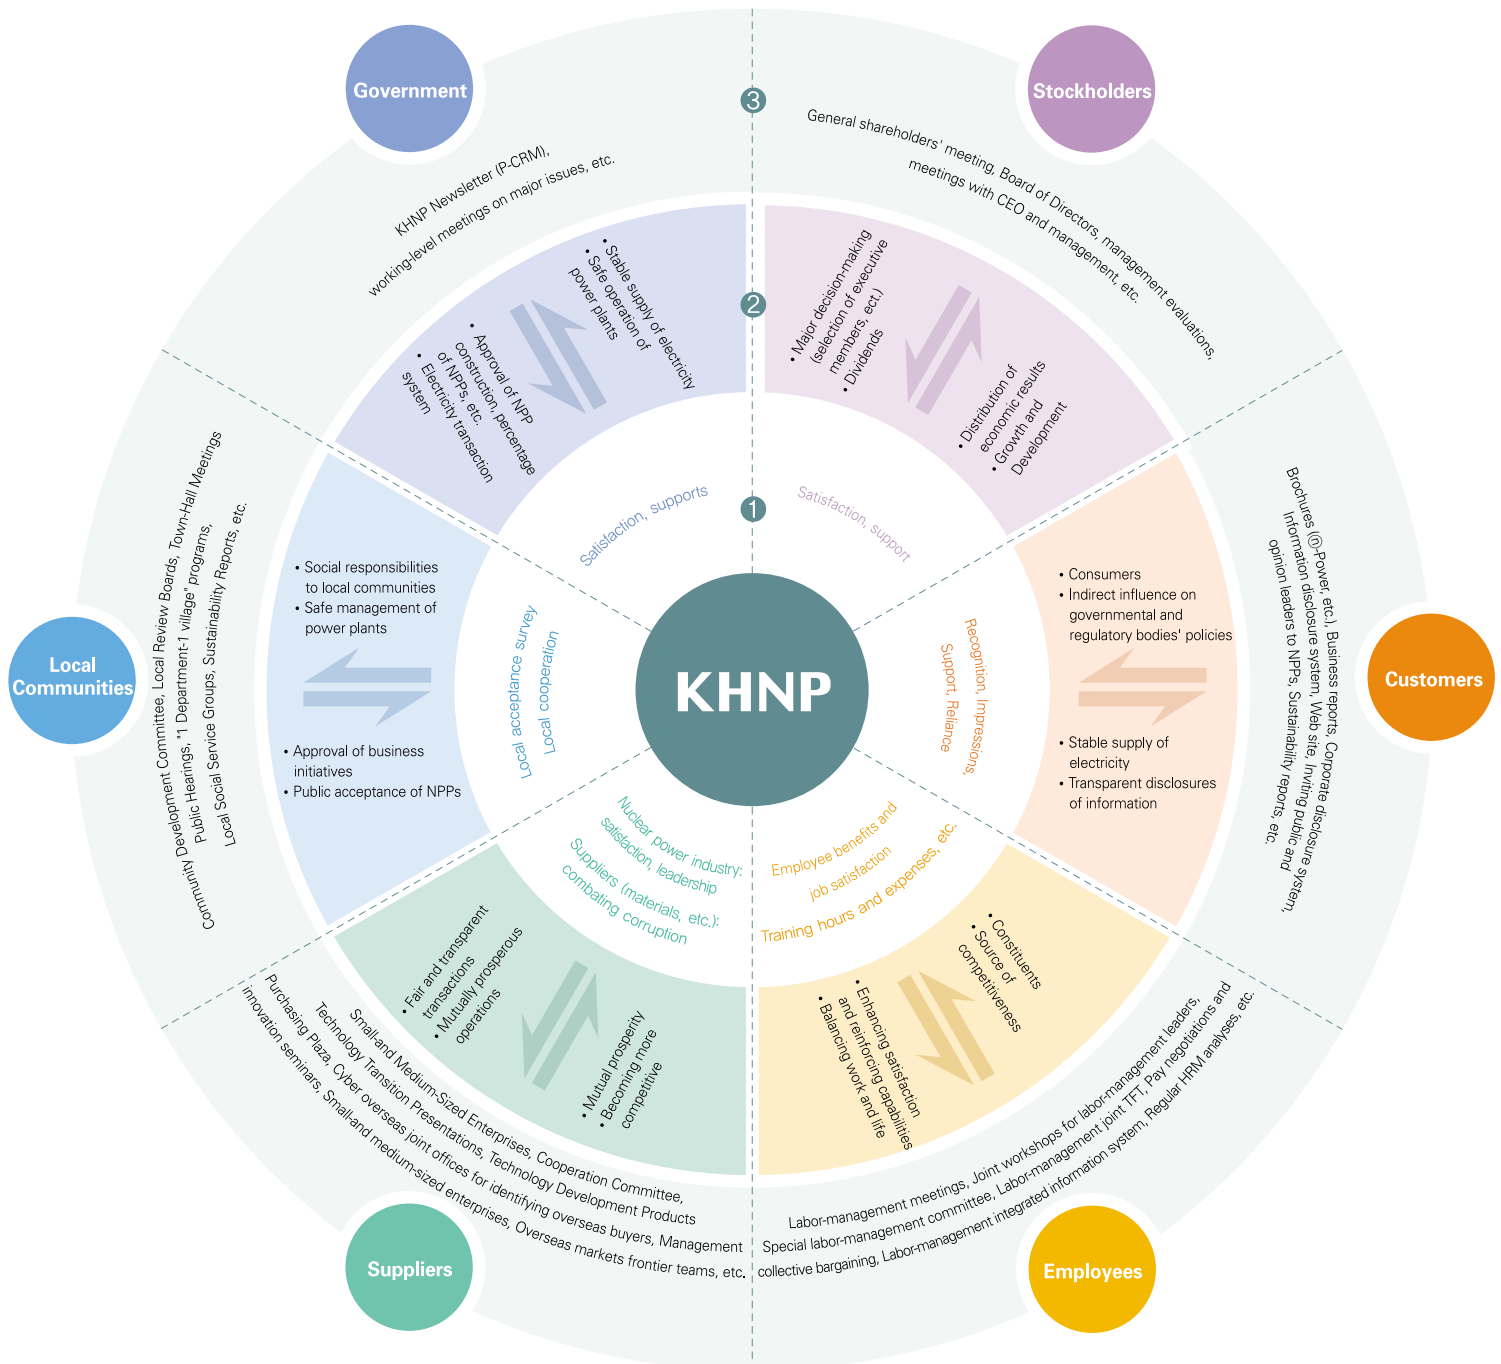 Government
Stockholders
3
KHNP Newsletter (P-CRM),
working-level meetings on major issues, etc.
General shareholders' meeting, Board of Directors, management evaluations,
meetings with CEO and management, etc.
2
• Stable supply of electricity
• Safe operation of
power plants
• Approval of NPP
construction, percentage
of NPPs, etc.
• Electricity transaction
system
• Major decision-making
(selection of executive
members, ect.)
• Dividends
• Distribution of
economic results
• Growth and
Development
1
Satisfaction, supports
Satisfaction, support
Local
Communities
Community Development Committee, Local Review Boards, Town-Hall Meetings
Public Hearings, "1 Department-1 village" programs,
Local Social Service Groups, Sustainability Reports, etc.
• Social responsibilities
to local communities
• Safe management of
power plants
• Approval of business
initiatives
• Public acceptance of NPPs
Local acceptance survey
Local cooperation
KHNP
Recognition, Impressions,
Support, Reliance
• Consumers
• Indirect influence on
governmental and
regulatory bodies' policies
• Stable supply of
electricity
• Transparent disclosures
of information
Brochures (ⓝ-Power, etc.), Business reports, Corporate disclosure system,
Information disclosure system, Web site, Inviting public and
opinion leaders to NPPs, Sustainability reports, etc.
Customers
Nuclear power industry:
satisfaction, leadership
Suppliers (materials, etc.):
combating corruption
Employee benefits and
job satisfaction
Training hours and expenses, etc.
• Fair and transparent
transactions
• Mutually prosperous
operations
• Mutual prosperity
• Becoming more
competitive
• Constituents
• Source of
competitiveness
• Enhancing satisfaction
and reinforcing capabilities
• Balancing work and life
Small-and Medium-Sized Enterprises, Cooperation Committee,
Technology Transition Presentations, Technology Development Products
Purchasing Plaza, Cyber overseas joint offices for identifying overseas buyers, Management
innovation seminars, Small-and medium-sized enterprises, Overseas markets frontier teams, etc.
Labor-management meetings, Joint workshops for labor-management leaders,
Special labor-management committee, Labor-management joint TFT, Pay negotiations and
collective bargaining, Labor-management integrated information system, Regular HRM analyses, etc.
Suppliers
Employees